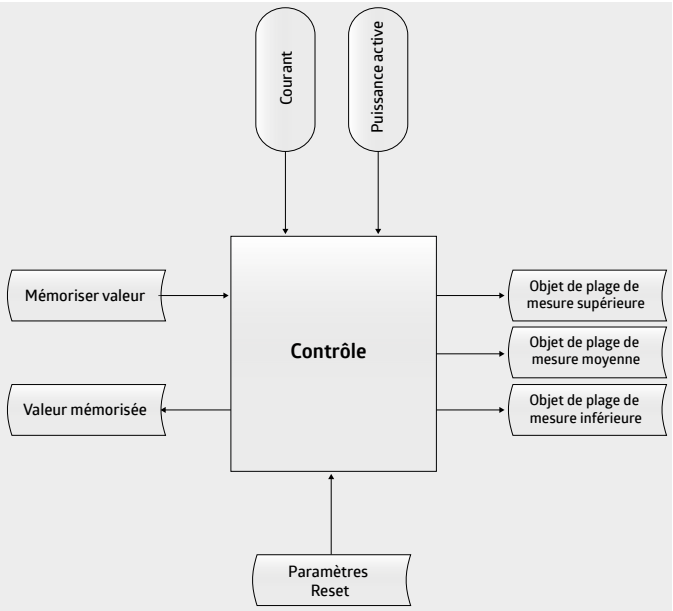 Courant
Puissance active
Mémoriser valeur
Objet de plage de
mesure supérieure
Contrôle
Objet de plage de
mesure moyenne
Valeur mémorisée
Objet de plage de
mesure inférieure
Paramètres
Reset